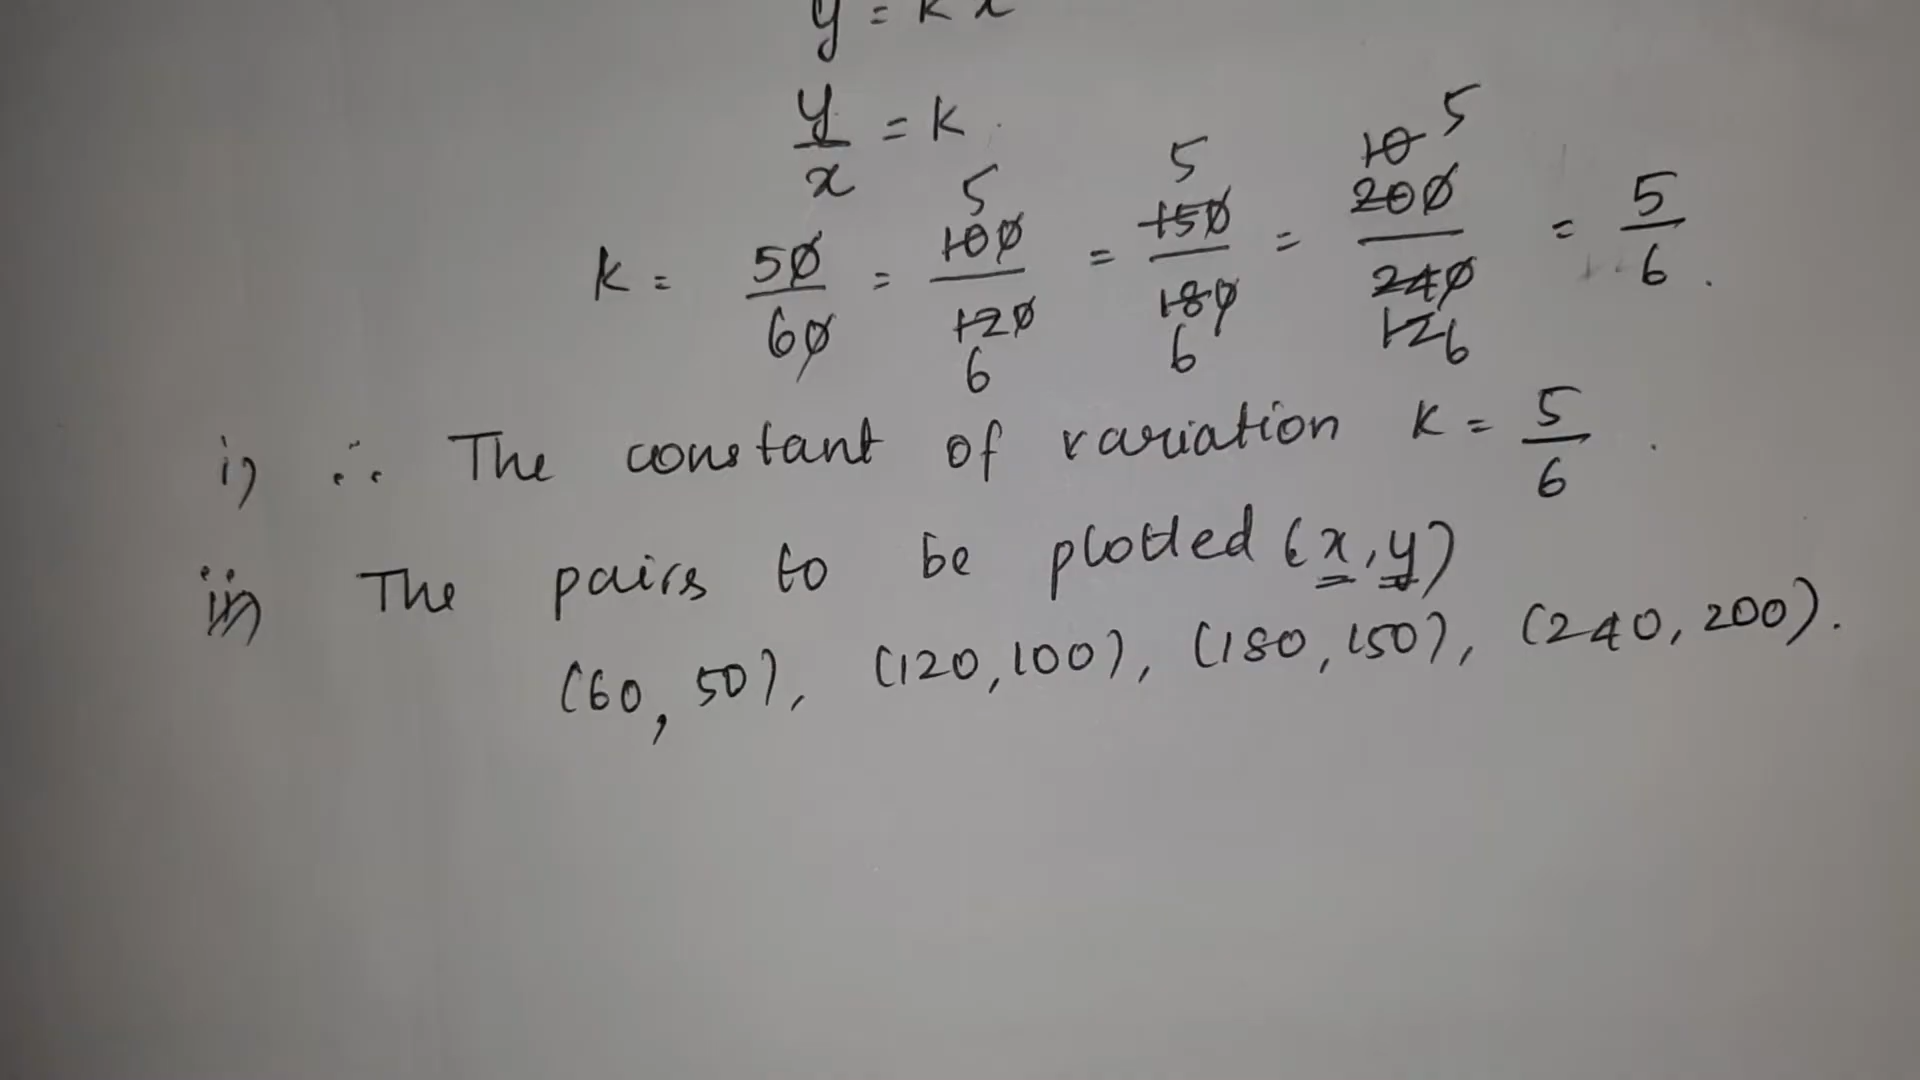 y = kx
y/x = k
k = 50/60 = 100/120 = 150/180 = 200/240 = 5/6.
i) ∴ The constant of variation k = 5/6.
ii) The pairs to be plotted (x, y)
(60, 50), (120, 100), (180, 150), (240, 200).